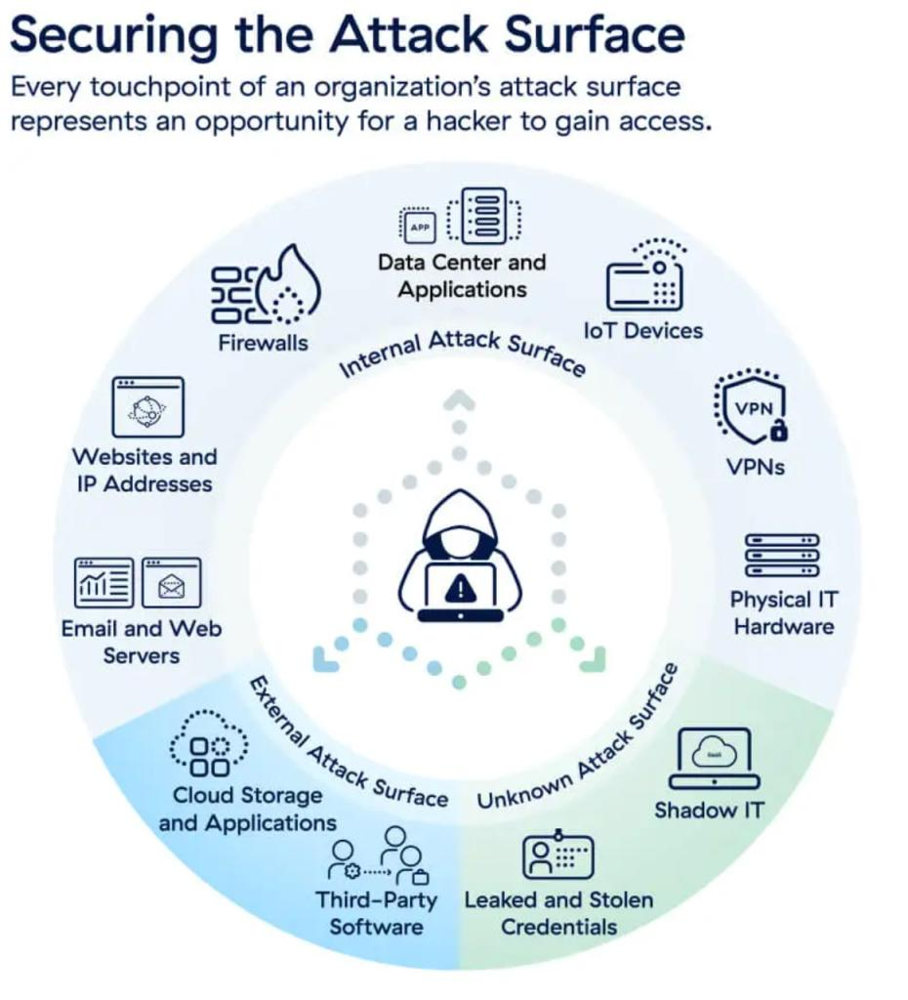 Securing the Attack Surface
Every touchpoint of an organization's attack surface
represents an opportunity for a hacker to gain access.
APP
Data Center and
Applications
Firewalls
IoT Devices
Internal Attack Surface
VPN
VPNs
Websites and
IP Addresses
Physical IT
Hardware
Email and Web
Servers
External Attack Surface
Unknown Attack Surface
Cloud Storage
and Applications
SaaS
Shadow IT
Third-Party
Software
Leaked and Stolen
Credentials